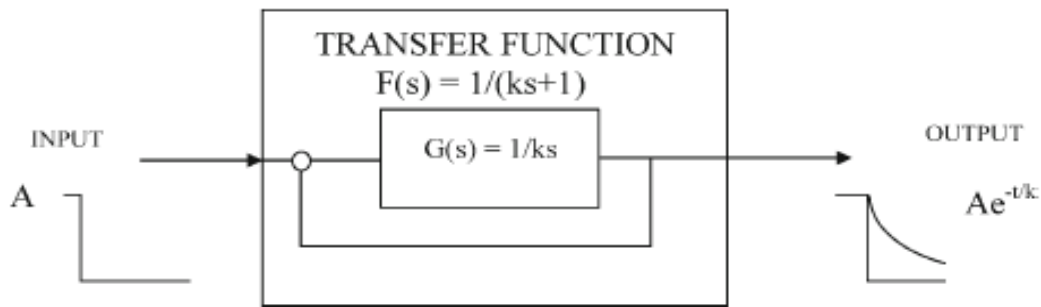 TRANSFER FUNCTION
F(s) = 1/(ks+1)
INPUT
G(s) = 1/ks
OUTPUT
A
Ae^-t/k